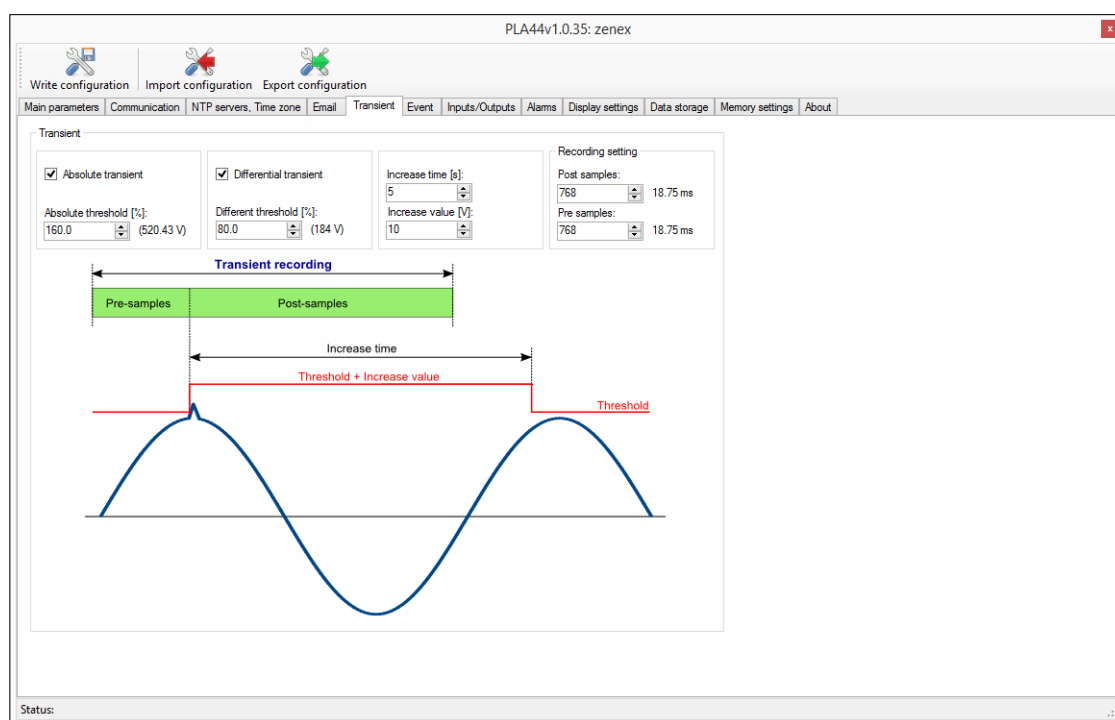 PLA44v1.0.35: zenex
x
Write configuration Import configuration Export configuration
Main parameters Communication NTP servers, Time zone Email Transient Event Inputs/Outputs Alarms Display settings Data storage Memory settings About
Transient
Absolute transient
Absolute threshold [%]:
160.0 (520.43 V)
Differential transient
Different threshold [%]:
80.0 (184 V)
Increase time [s]:
5
Increase value [V]:
10
Recording setting
Post samples:
768 18.75 ms
Pre samples:
768 18.75 ms
Transient recording
Pre-samples Post-samples
Increase time
Threshold + Increase value
Threshold
Status: